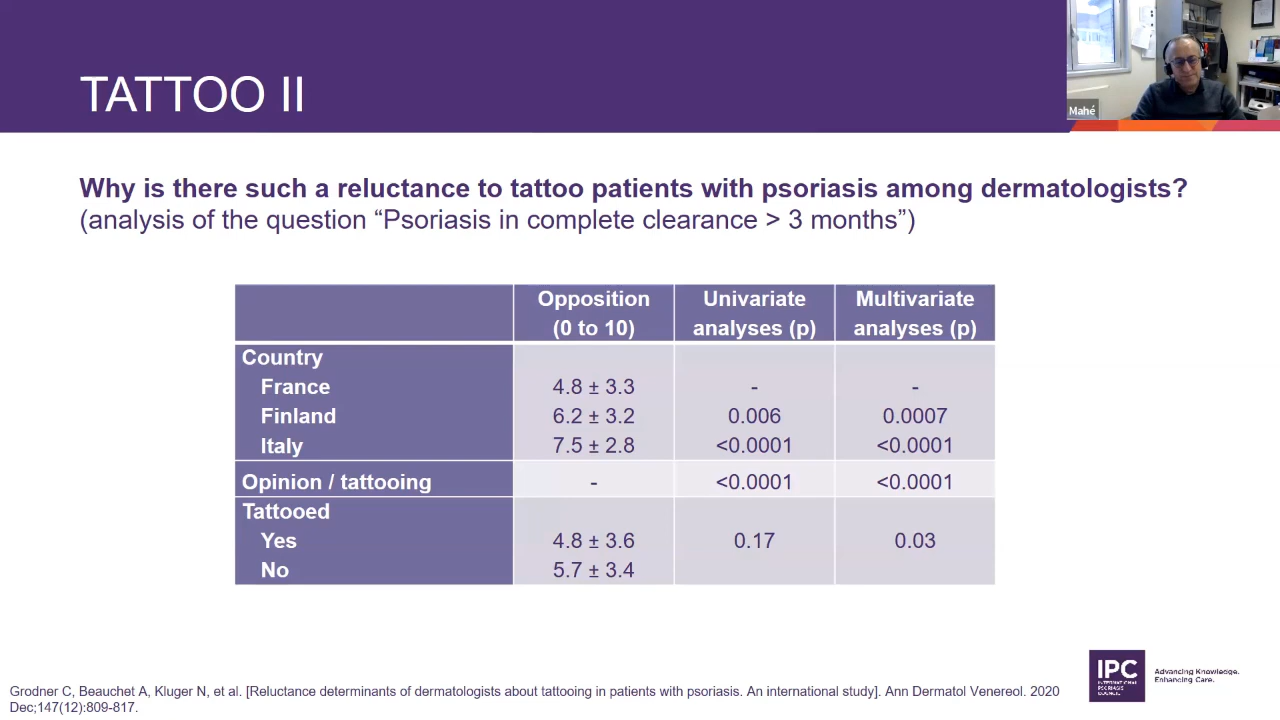 TATTOO II
Mahé
Why is there such a reluctance to tattoo patients with psoriasis among dermatologists?
(analysis of the question “Psoriasis in complete clearance > 3 months”)
Opposition (0 to 10) Univariate analyses (p) Multivariate analyses (p)
Country
France 4.8 ± 3.3 - -
Finland 6.2 ± 3.2 0.006 0.0007
Italy 7.5 ± 2.8 <0.0001 <0.0001
Opinion / tattooing - <0.0001 <0.0001
Tattooed
Yes 4.8 ± 3.6 0.17 0.03
No 5.7 ± 3.4
Grodner C, Beauchet A, Kluger N, et al. [Reluctance determinants of dermatologists about tattooing in patients with psoriasis. An international study]. Ann Dermatol Venereol. 2020
Dec;147(12):809-817.
IPC
INTERNATIONAL
PSORIASIS
COUNCIL
Advancing Knowledge.
Enhancing Care.